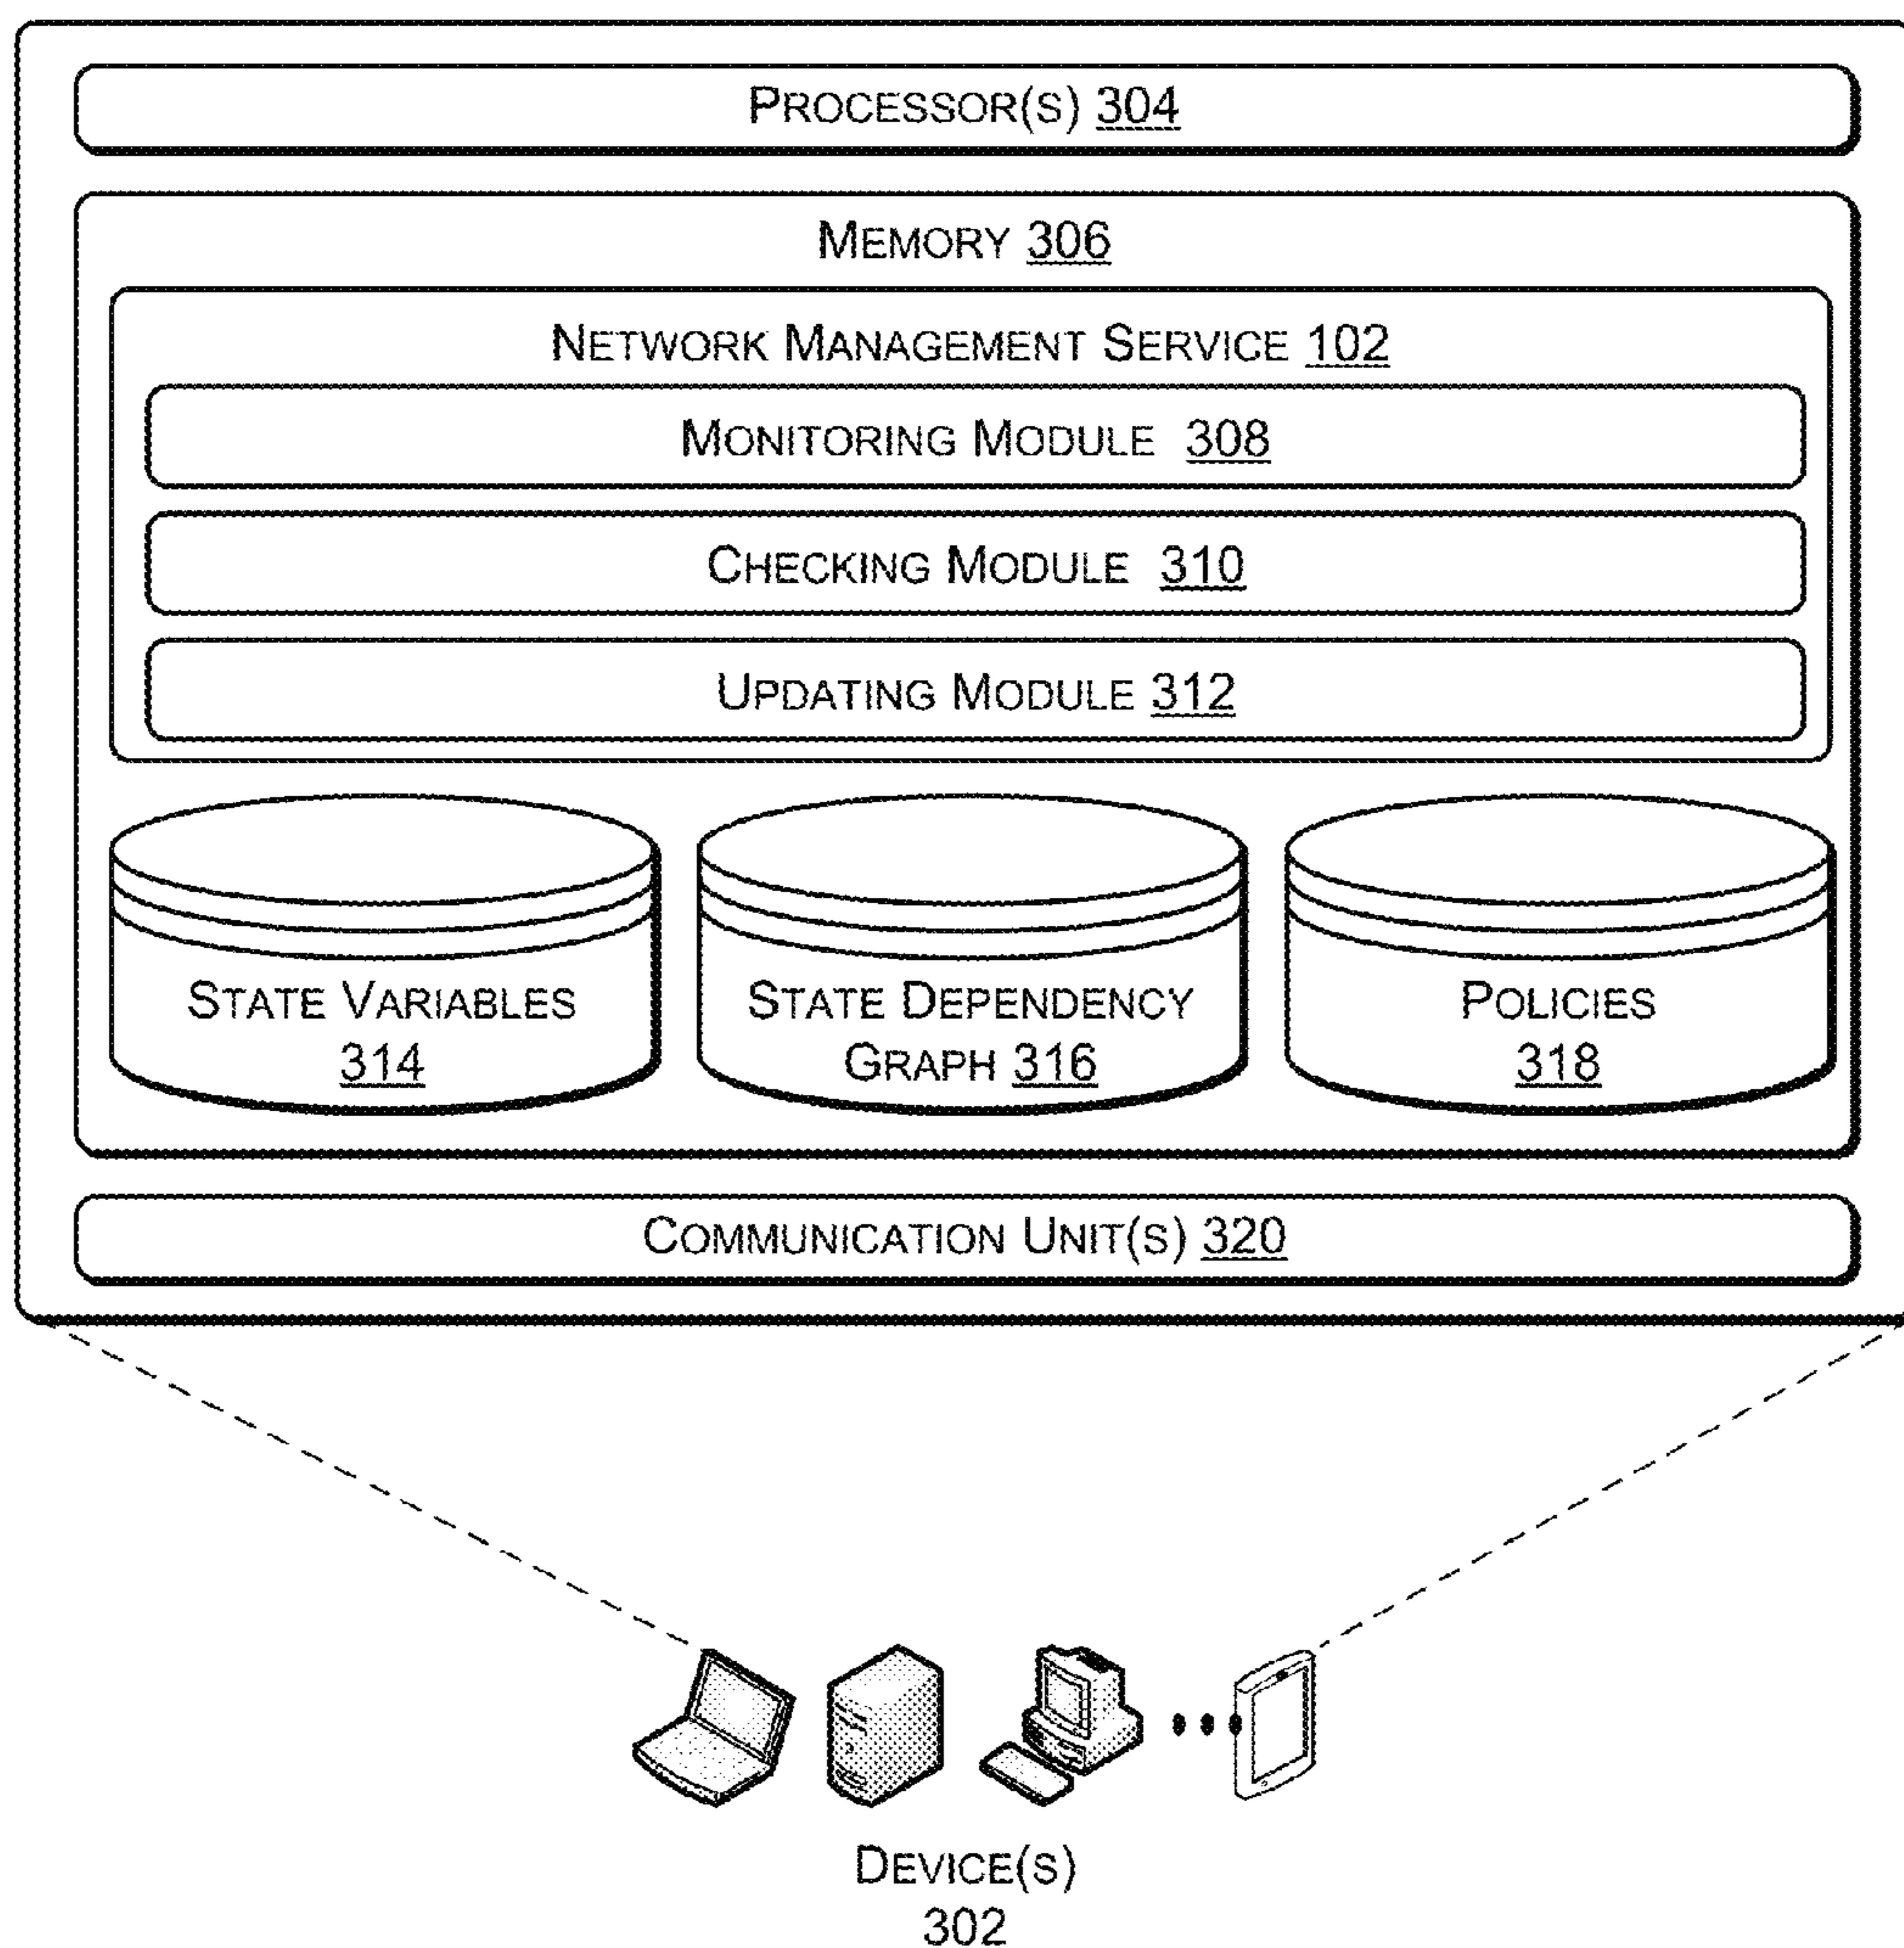 PROCESSOR(S) 304
MEMORY 306
NETWORK MANAGEMENT SERVICE 102
MONITORING MODULE 308
CHECKING MODULE 310
UPDATING MODULE 312
STATE VARIABLES
314
STATE DEPENDENCY
GRAPH 316
POLICIES
318
COMMUNICATION UNIT(S) 320
DEVICE(S)
302